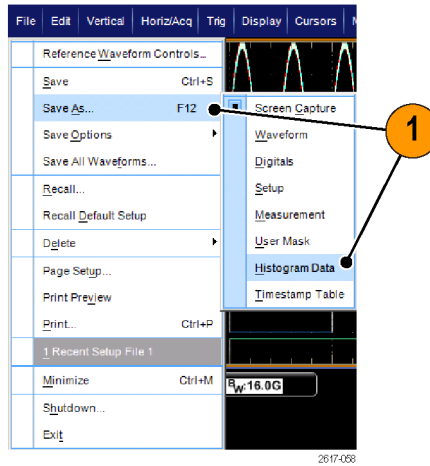 File Edit Vertical Horiz/Acq Trig Display Cursors
Reference Waveform Controls...
Save Ctrl+S
Save As... F12
Save Options
Save All Waveforms...
Recall...
Recall Default Setup
Delete
Page Setup...
Print Preview
Print... Ctrl+P
1 Recent Setup File 1
Minimize Ctrl+M
Shutdown...
Exit
Screen Capture
Waveform
Digitals
Setup
Measurement
User Mask
Histogram Data
Timestamp Table
1
BW:16.0G
2617-058